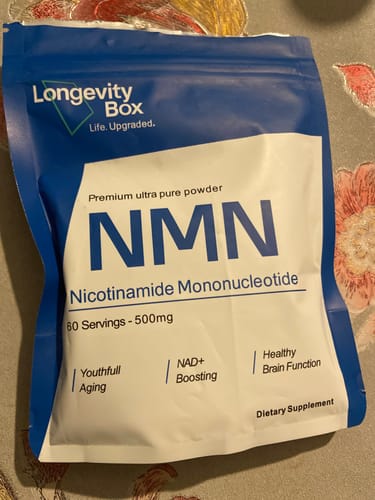 Longevity
Box
Life. Upgraded.
Premium ultra pure powder
NMN
Nicotinamide Mononucleotide
60 Servings - 500mg
Youthfull
Aging
NAD+
Boosting
Healthy
Brain Function
Dietary Supplement